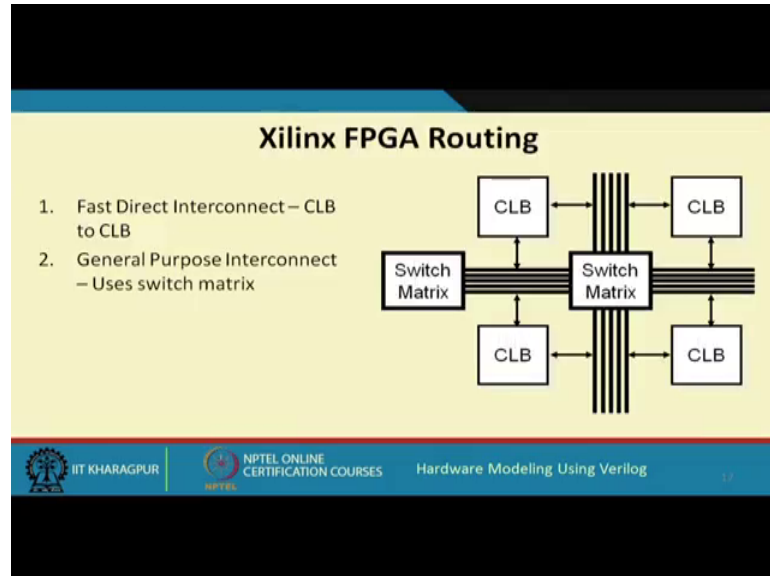 Xilinx FPGA Routing
1. Fast Direct Interconnect – CLB
to CLB
2. General Purpose Interconnect
– Uses switch matrix
CLB
CLB
Switch
Matrix
Switch
Matrix
CLB
CLB
IIT KHARAGPUR
NPTEL
NPTEL ONLINE
CERTIFICATION COURSES
Hardware Modeling Using Verilog
17